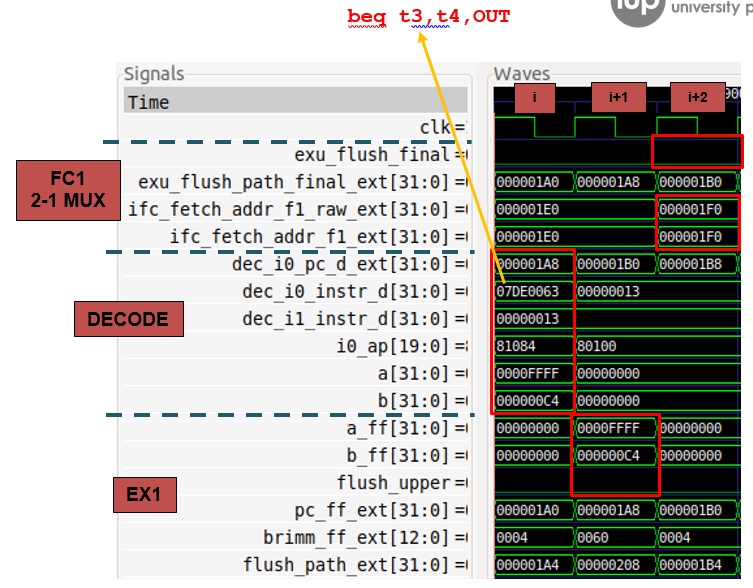 beq t3,t4,OUT
iup
university p
Signals
Waves
Time
i
i+1
i+2
900
clk=
exu_flush_final=
FC1
2-1 MUX
exu_flush_path_final_ext[31:0]= 000001A0 000001A8 000001B0
ifc_fetch_addr_f1_raw_ext[31:0]= 000001E0 000001F0
ifc_fetch_addr_f1_ext[31:0]= 000001E0 000001F0
dec_i0_pc_d_ext[31:0]= 000001A8 000001B0 000001B8
dec_i0_instr_d[31:0]= 07DE0063 00000013
DECODE
dec_i1_instr_d[31:0]= 00000013
i0_ap[19:0]= 81084 80100
a[31:0]= 0000FFFF 00000000
b[31:0]= 000000C4 00000000
a_ff[31:0]= 00000000 0000FFFF 00000000
b_ff[31:0]= 00000000 000000C4 00000000
flush_upper=
EX1
pc_ff_ext[31:0]= 000001A0 000001A8 000001B0
brimm_ff_ext[12:0]= 0004 0060 0004
flush_path_ext[31:0]= 000001A4 00000208 000001B4